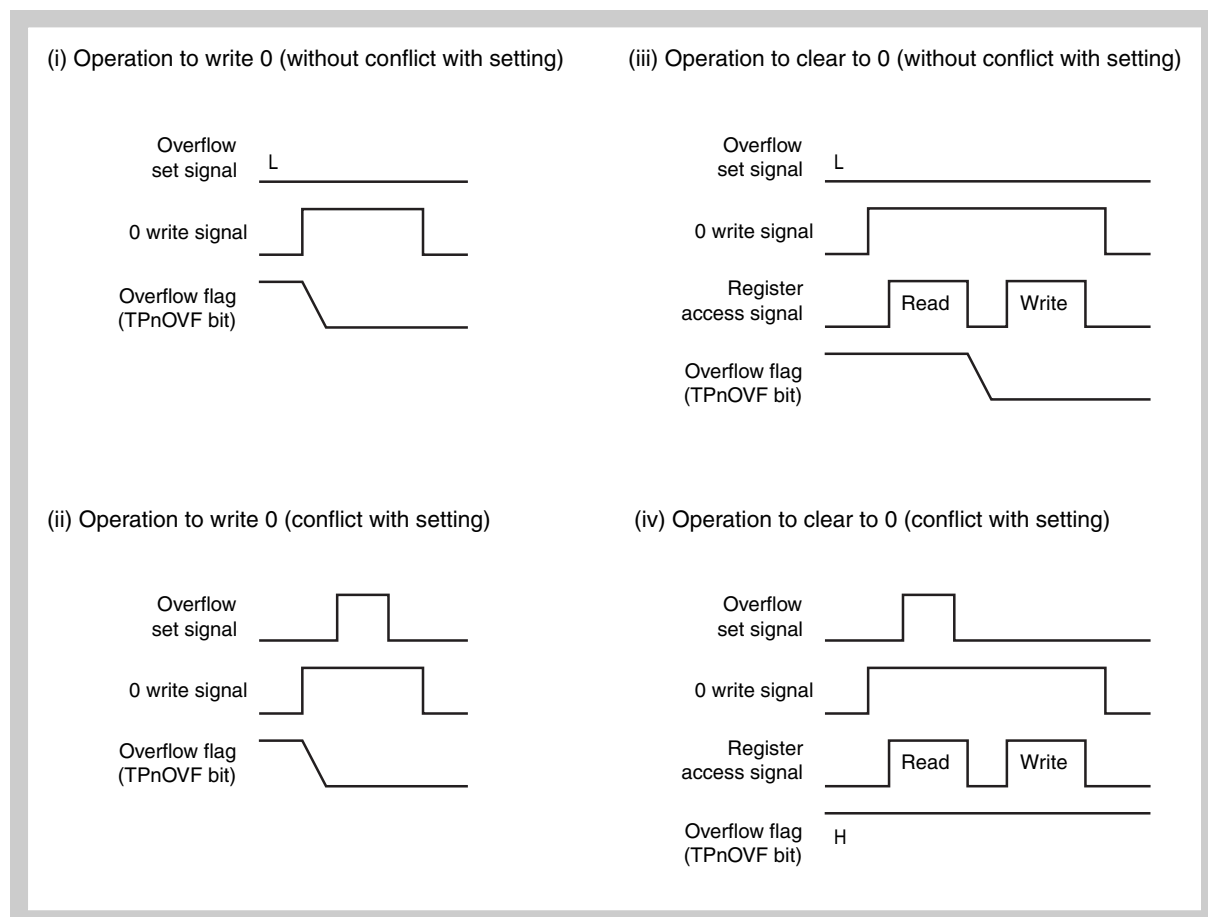 (i) Operation to write 0 (without conflict with setting)
Overflow
set signal
L
0 write signal
Overflow flag
(TPnOVF bit)
(iii) Operation to clear to 0 (without conflict with setting)
Overflow
set signal
L
0 write signal
Register
access signal
Read
Write
Overflow flag
(TPnOVF bit)
(ii) Operation to write 0 (conflict with setting)
Overflow
set signal
0 write signal
Overflow flag
(TPnOVF bit)
(iv) Operation to clear to 0 (conflict with setting)
Overflow
set signal
0 write signal
Register
access signal
Read
Write
Overflow flag
(TPnOVF bit)
H